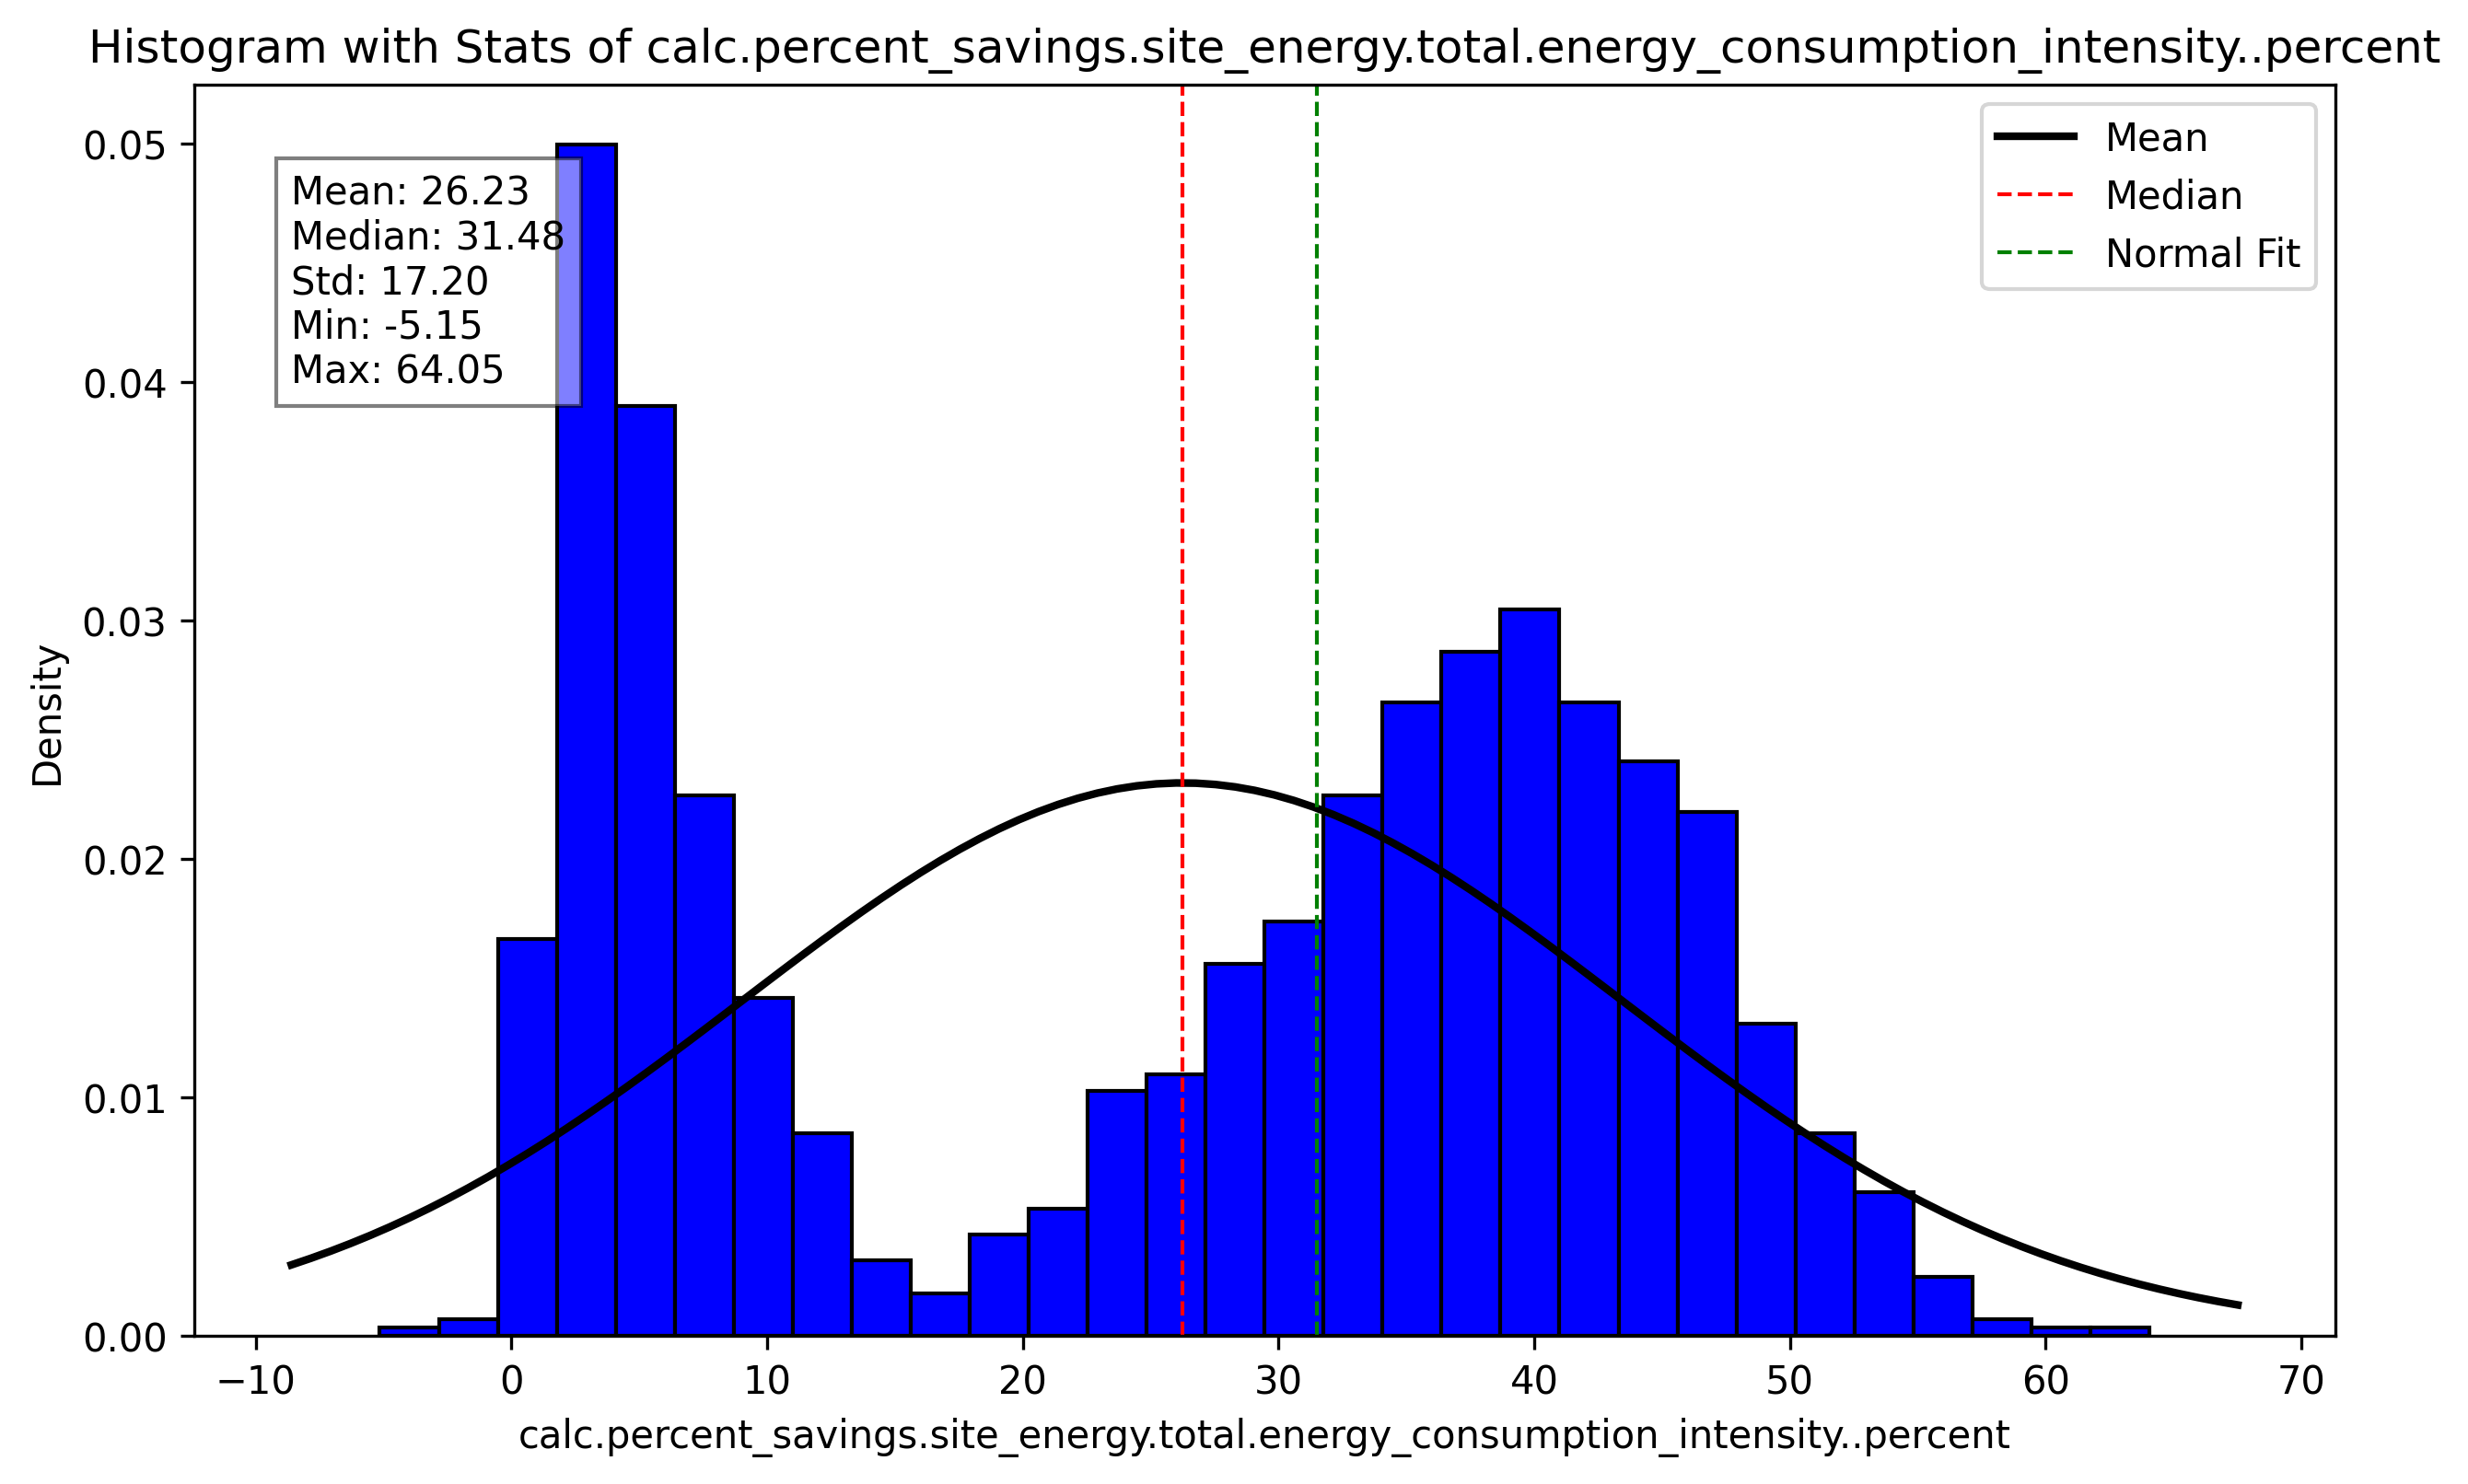 Histogram with Stats of calc.percent_savings.site_energy.total.energy_consumption_intensity..percent
Mean
Median
Normal Fit
Mean: 26.23
Median: 31.48
Std: 17.20
Min: -5.15
Max: 64.05
Density
0.05
0.04
0.03
0.02
0.01
0.00
−10 0 10 20 30 40 50 60 70
calc.percent_savings.site_energy.total.energy_consumption_intensity..percent